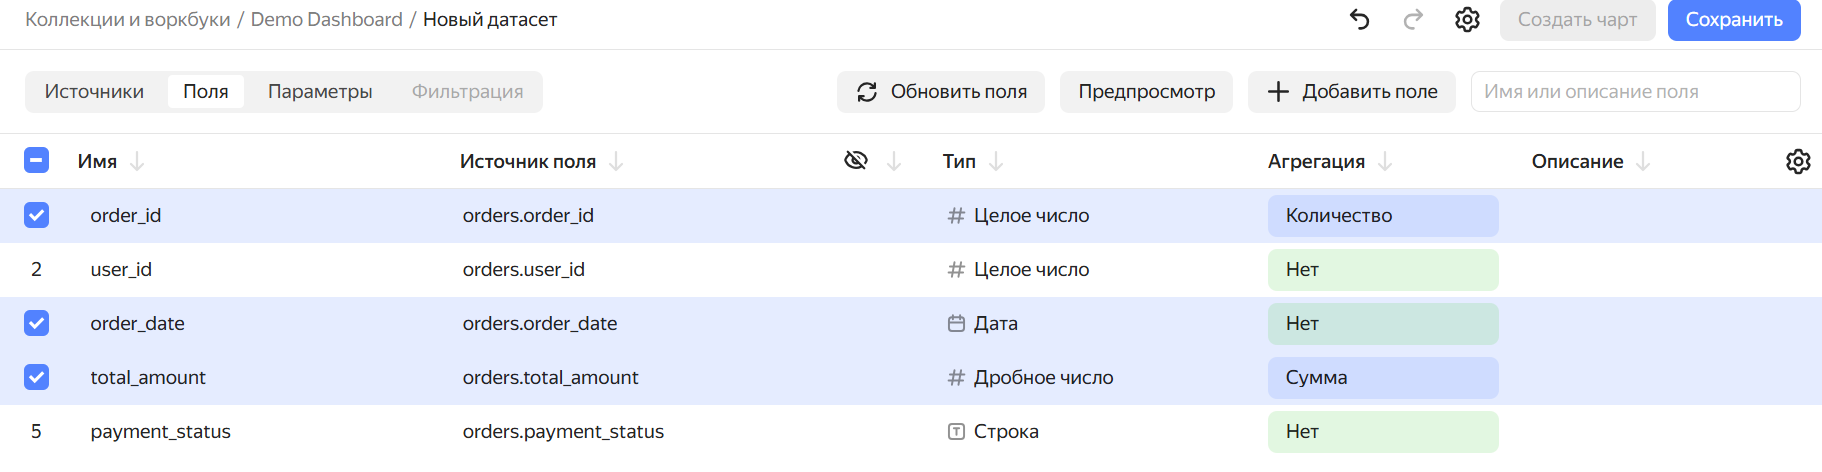 Коллекции и воркбуки / Demo Dashboard / Новый датасет Создать чарт Сохранить
Источники Поля Параметры Фильтрация Обновить поля Предпросмотр Добавить поле Имя или описание поля
Имя Источник поля Тип Агрегация Описание
order_id orders.order_id Целое число Количество
2 user_id orders.user_id Целое число Нет
order_date orders.order_date Дата Нет
total_amount orders.total_amount Дробное число Сумма
5 payment_status orders.payment_status Строка Нет